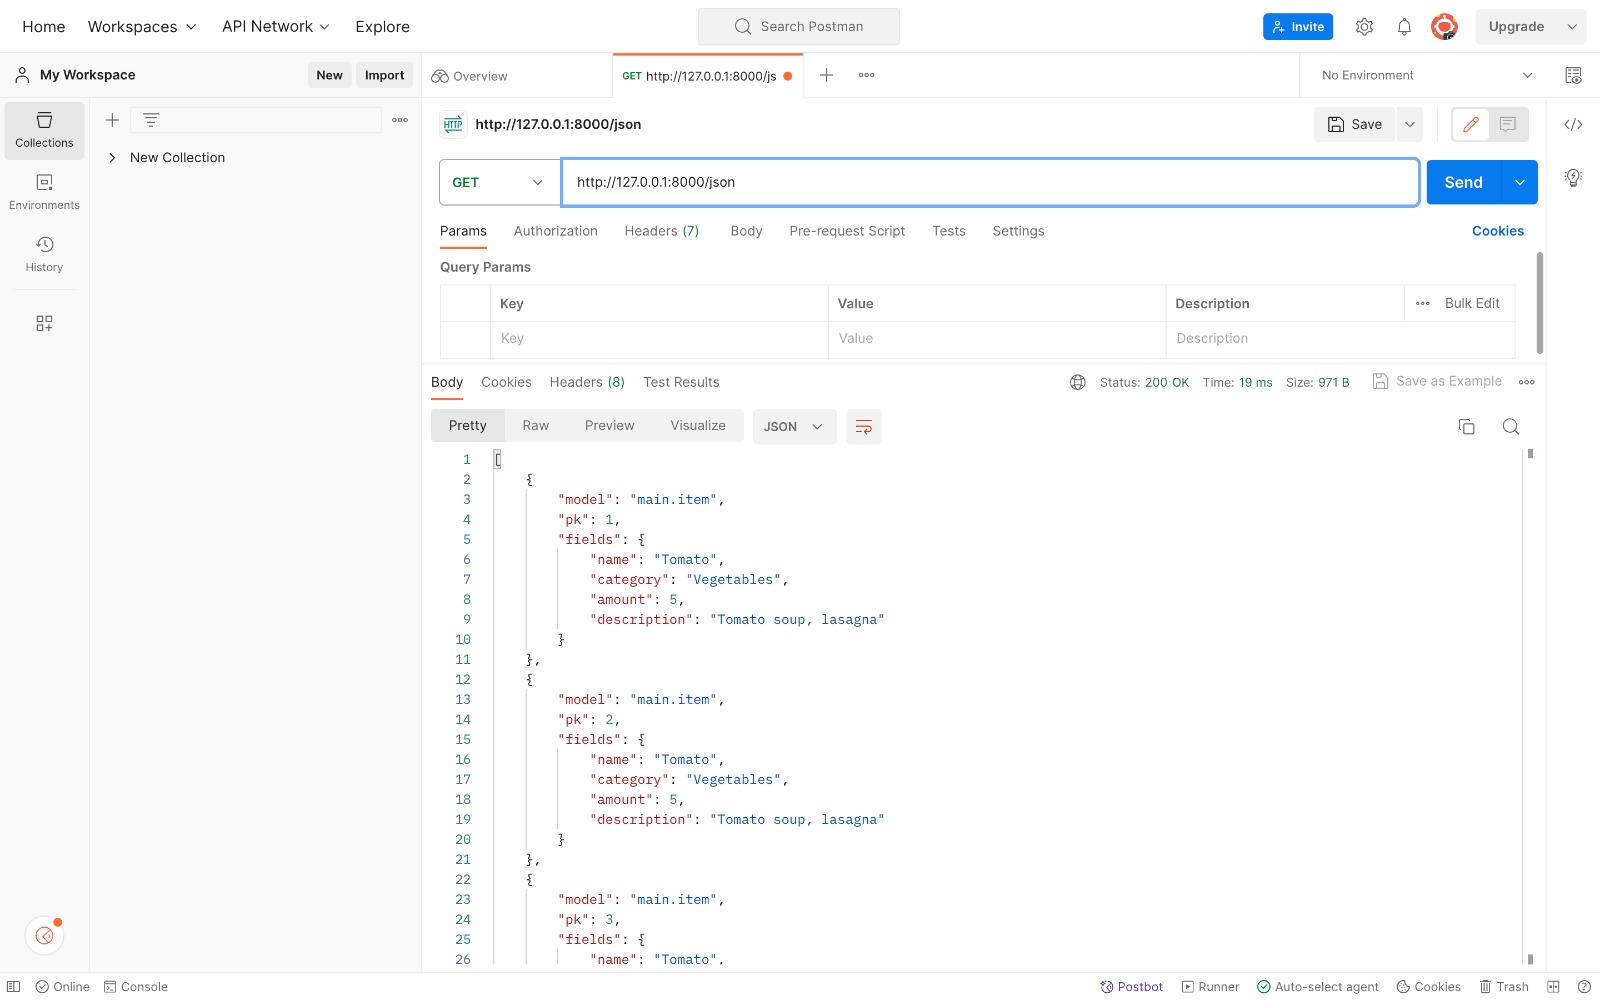 Home Workspaces API Network Explore Search Postman Invite Upgrade
My Workspace New Import Overview GET http://127.0.0.1:8000/js No Environment
Collections
Environments
History
New Collection
HTTP http://127.0.0.1:8000/json Save
GET http://127.0.0.1:8000/json Send
Params Authorization Headers (7) Body Pre-request Script Tests Settings Cookies
Query Params
Key Value Description Bulk Edit
Key Value Description
Body Cookies Headers (8) Test Results Status: 200 OK Time: 19 ms Size: 971 B Save as Example
Pretty Raw Preview Visualize JSON
1 [
2 {
3 "model": "main.item",
4 "pk": 1,
5 "fields": {
6 "name": "Tomato",
7 "category": "Vegetables",
8 "amount": 5,
9 "description": "Tomato soup, lasagna"
10 }
11 },
12 {
13 "model": "main.item",
14 "pk": 2,
15 "fields": {
16 "name": "Tomato",
17 "category": "Vegetables",
18 "amount": 5,
19 "description": "Tomato soup, lasagna"
20 }
21 },
22 {
23 "model": "main.item",
24 "pk": 3,
25 "fields": {
26 "name": "Tomato",
Online Console Postbot Runner Auto-select agent Cookies Trash